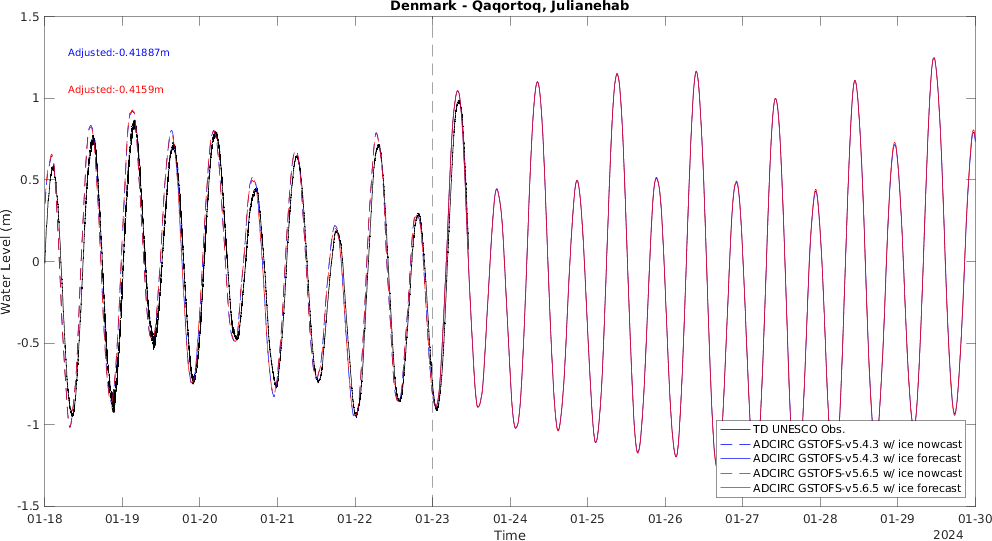 Denmark - Qaqortoq, Julianehab
1.5
Adjusted:-0.41887m
Adjusted:-0.4159m
1
0.5
0
-0.5
-1
-1.5
Water Level (m)
TD UNESCO Obs.
ADCIRC GSTOFS-v5.4.3 w/ ice nowcast
ADCIRC GSTOFS-v5.4.3 w/ ice forecast
ADCIRC GSTOFS-v5.6.5 w/ ice nowcast
ADCIRC GSTOFS-v5.6.5 w/ ice forecast
01-18 01-19 01-20 01-21 01-22 01-23 01-24 01-25 01-26 01-27 01-28 01-29 01-30
Time
2024